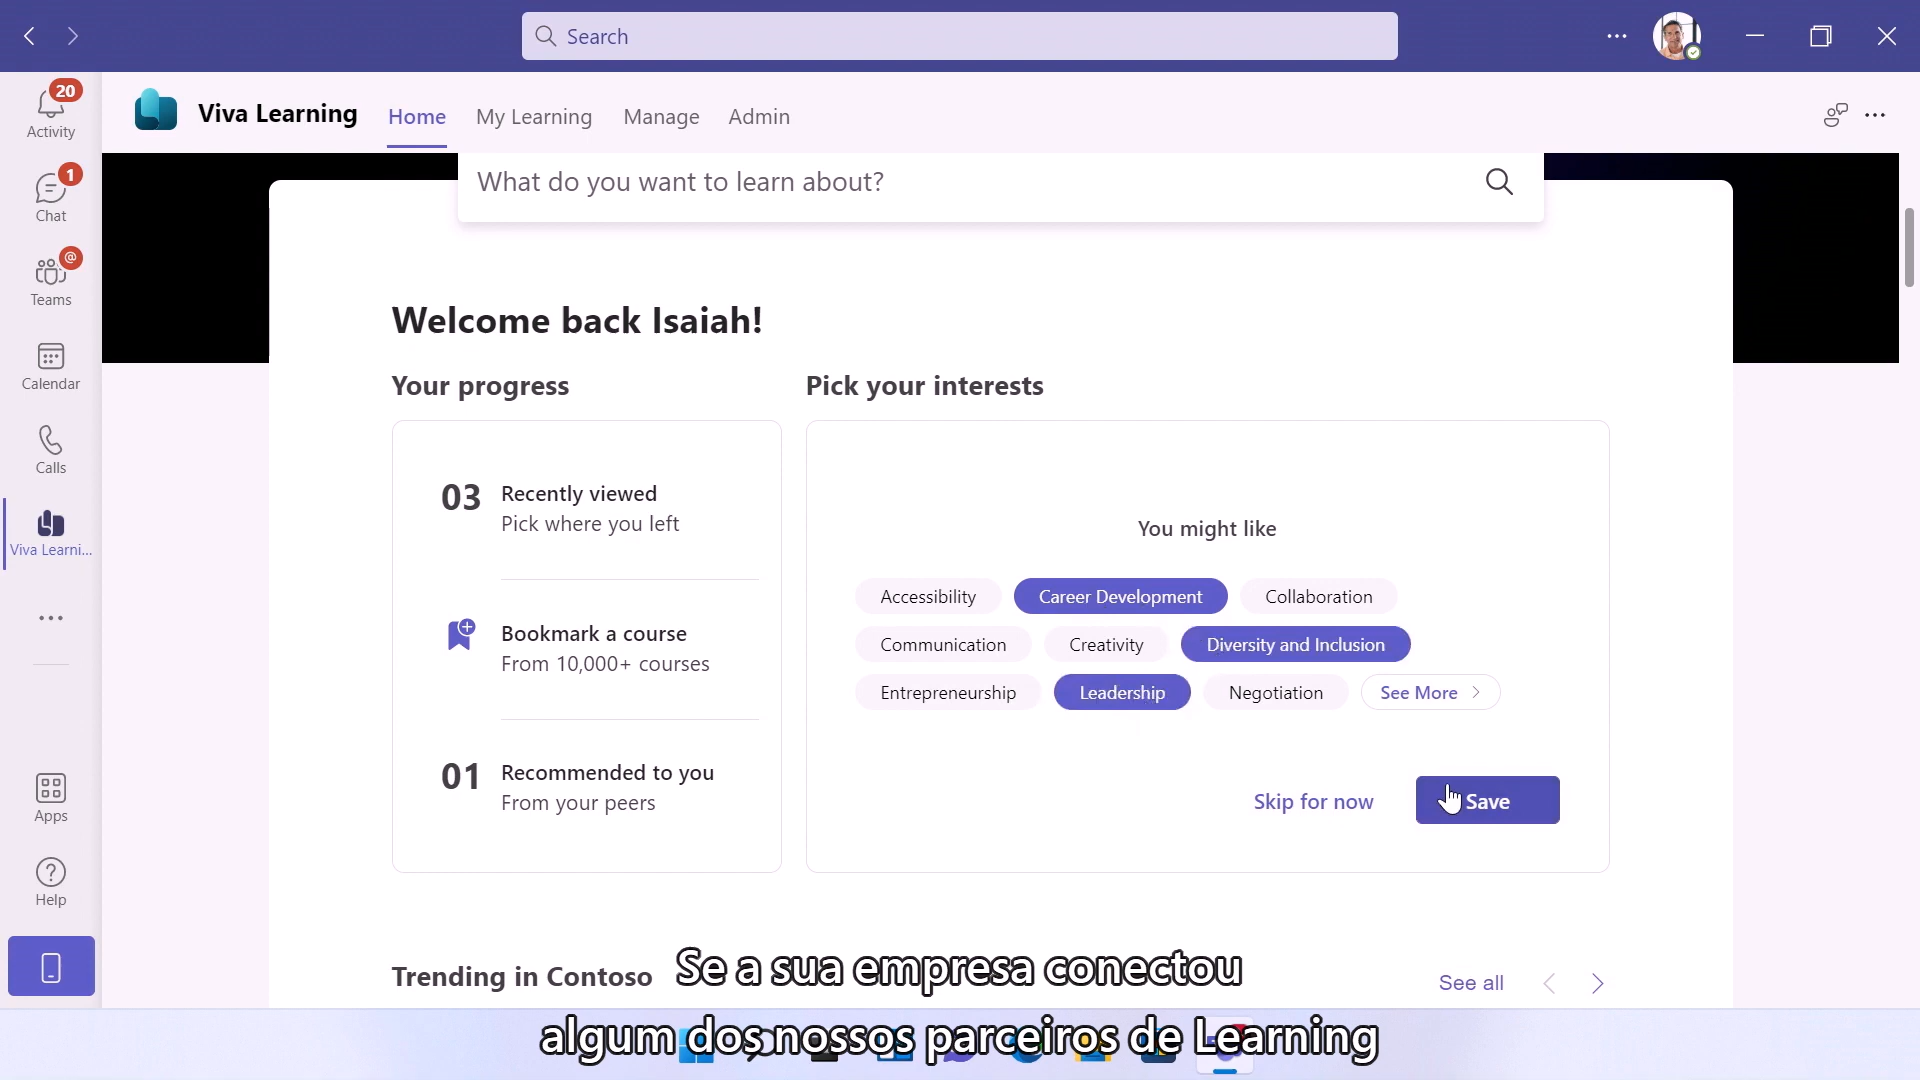 Search
20
Activity
1
Chat
@
Teams
Calendar
Calls
Viva Learni...
Apps
Help
Viva Learning
Home
My Learning
Manage
Admin
What do you want to learn about?
Welcome back Isaiah!
Your progress
03
Recently viewed
Pick where you left
Bookmark a course
From 10,000+ courses
01
Recommended to you
From your peers
Pick your interests
You might like
Accessibility
Career Development
Collaboration
Communication
Creativity
Diversity and Inclusion
Entrepreneurship
Leadership
Negotiation
See More
Skip for now
Save
Trending in Contoso
See all
Se a sua empresa conectou
algum dos nossos parceiros de Learning